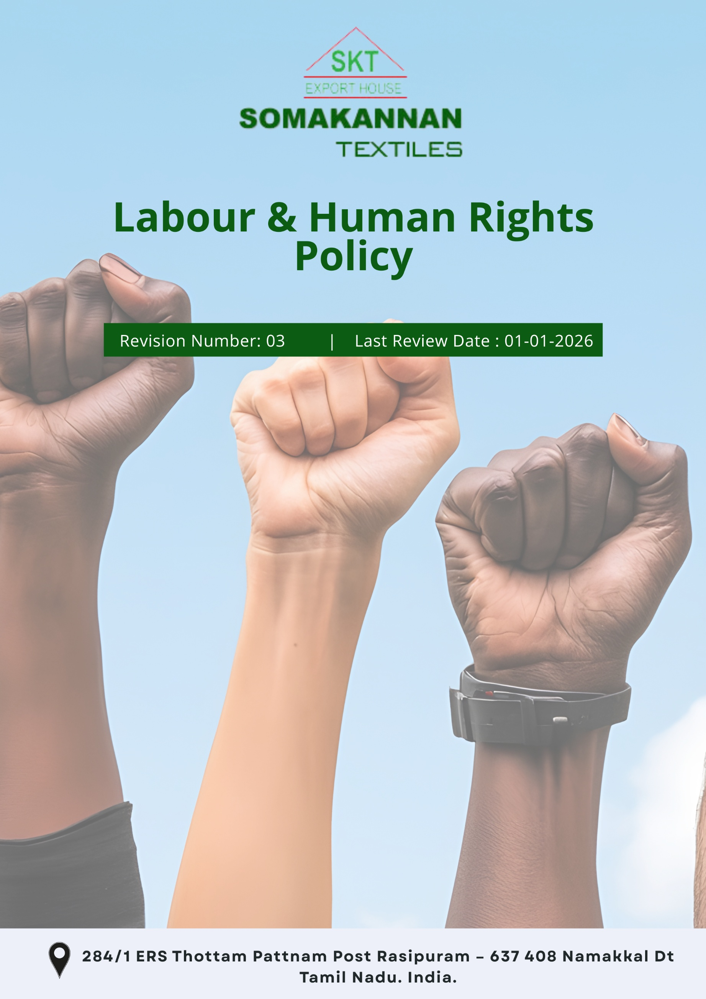 SKT
EXPORT HOUSE
SOMAKANNAN
TEXTILES
Labour & Human Rights
Policy
Revision Number: 03 | Last Review Date : 01-01-2026
284/1 ERS Thottam Pattnam Post Rasipuram – 637 408 Namakkal Dt
Tamil Nadu. India.